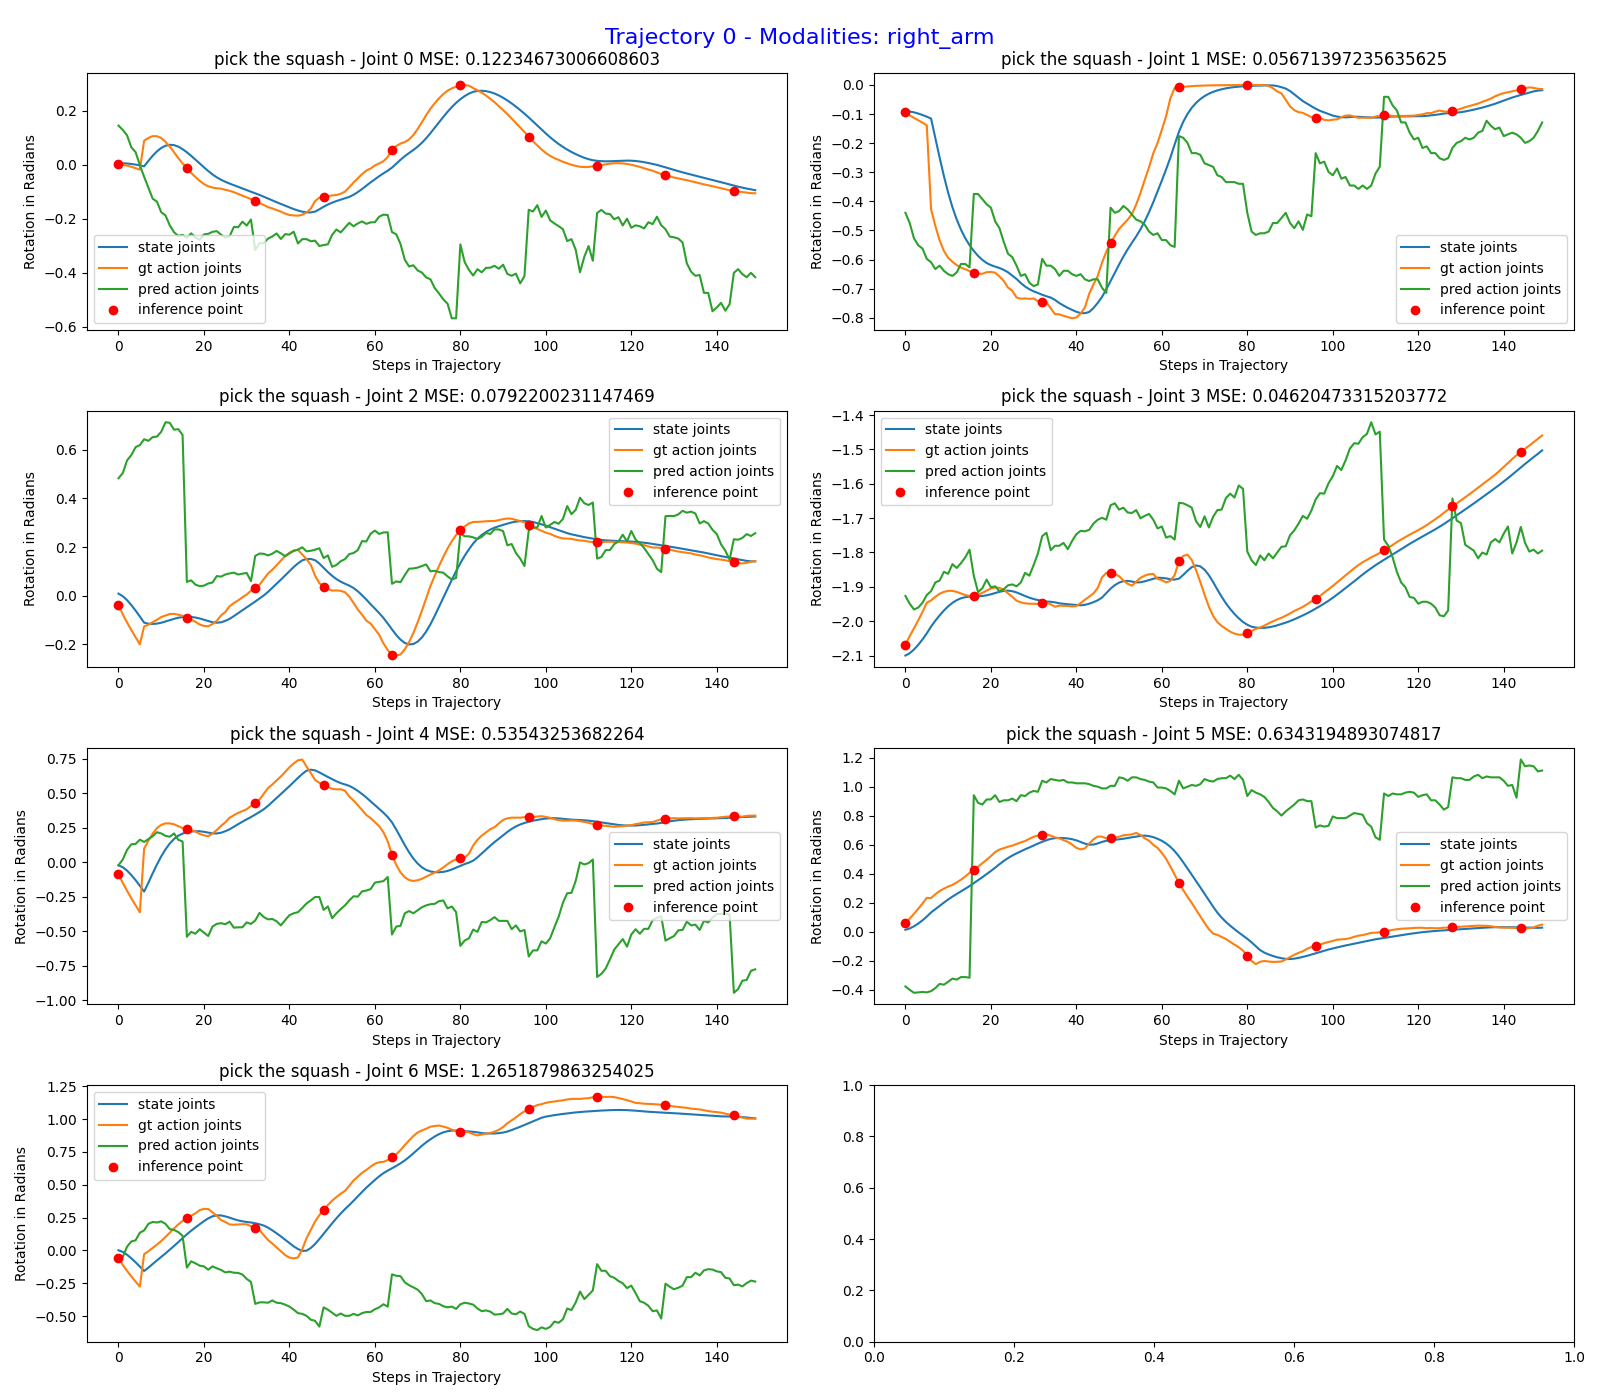 Trajectory 0 - Modalities: right_arm
pick the squash - Joint 0 MSE: 0.12234673006608603
Rotation in Radians
0.2
0.0
−0.2
−0.4
−0.6
state joints
gt action joints
pred action joints
inference point
0 20 40 60 80 100 120 140
Steps in Trajectory
pick the squash - Joint 1 MSE: 0.05671397235635625
Rotation in Radians
0.0
−0.1
−0.2
−0.3
−0.4
−0.5
−0.6
−0.7
−0.8
state joints
gt action joints
pred action joints
inference point
0 20 40 60 80 100 120 140
Steps in Trajectory
pick the squash - Joint 2 MSE: 0.0792200231147469
Rotation in Radians
0.6
0.4
0.2
0.0
−0.2
state joints
gt action joints
pred action joints
inference point
0 20 40 60 80 100 120 140
Steps in Trajectory
pick the squash - Joint 3 MSE: 0.04620473315203772
Rotation in Radians
−1.4
−1.5
−1.6
−1.7
−1.8
−1.9
−2.0
−2.1
state joints
gt action joints
pred action joints
inference point
0 20 40 60 80 100 120 140
Steps in Trajectory
pick the squash - Joint 4 MSE: 0.53543253682264
Rotation in Radians
0.75
0.50
0.25
0.00
−0.25
−0.50
−0.75
−1.00
state joints
gt action joints
pred action joints
inference point
0 20 40 60 80 100 120 140
Steps in Trajectory
pick the squash - Joint 5 MSE: 0.6343194893074817
Rotation in Radians
1.2
1.0
0.8
0.6
0.4
0.2
0.0
−0.2
−0.4
state joints
gt action joints
pred action joints
inference point
0 20 40 60 80 100 120 140
Steps in Trajectory
pick the squash - Joint 6 MSE: 1.2651879863254025
Rotation in Radians
1.25
1.00
0.75
0.50
0.25
0.00
−0.25
−0.50
state joints
gt action joints
pred action joints
inference point
0 20 40 60 80 100 120 140
Steps in Trajectory
1.0
0.8
0.6
0.4
0.2
0.0
0.0 0.2 0.4 0.6 0.8 1.0